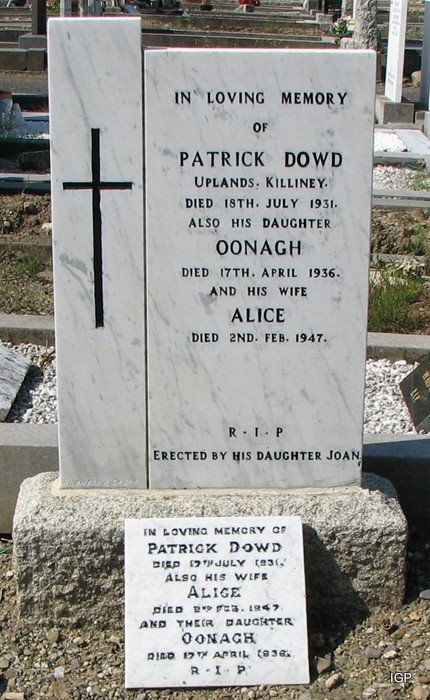 IN LOVING MEMORY
OF
PATRICK DOWD
UPLANDS, KILLINEY.
DIED 18TH. JULY 1931.
ALSO HIS DAUGHTER
OONAGH
DIED 17TH. APRIL 1936.
AND HIS WIFE
ALICE
DIED 2ND. FEB. 1947.
R · I · P
ERECTED BY HIS DAUGHTER JOAN.
IN LOVING MEMORY OF
PATRICK DOWD
DIED 17TH JULY 1931.
ALSO HIS WIFE
ALICE
DIED FEB. 1947.
AND THEIR DAUGHTER
OONAGH
DIED 17TH APRIL 1936.
R · I · P
IGP